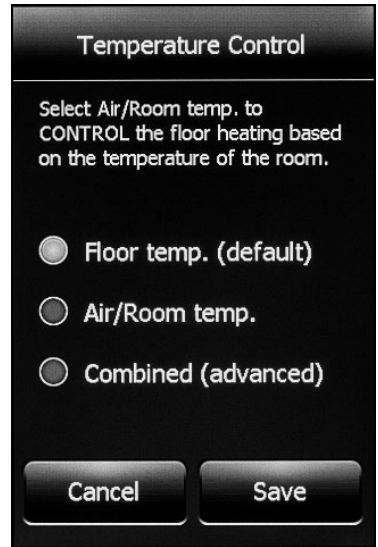 Temperature Control
Select Air/Room temp. to
CONTROL the floor heating based
on the temperature of the room.
Floor temp. (default)
Air/Room temp.
Combined (advanced)
Cancel
Save